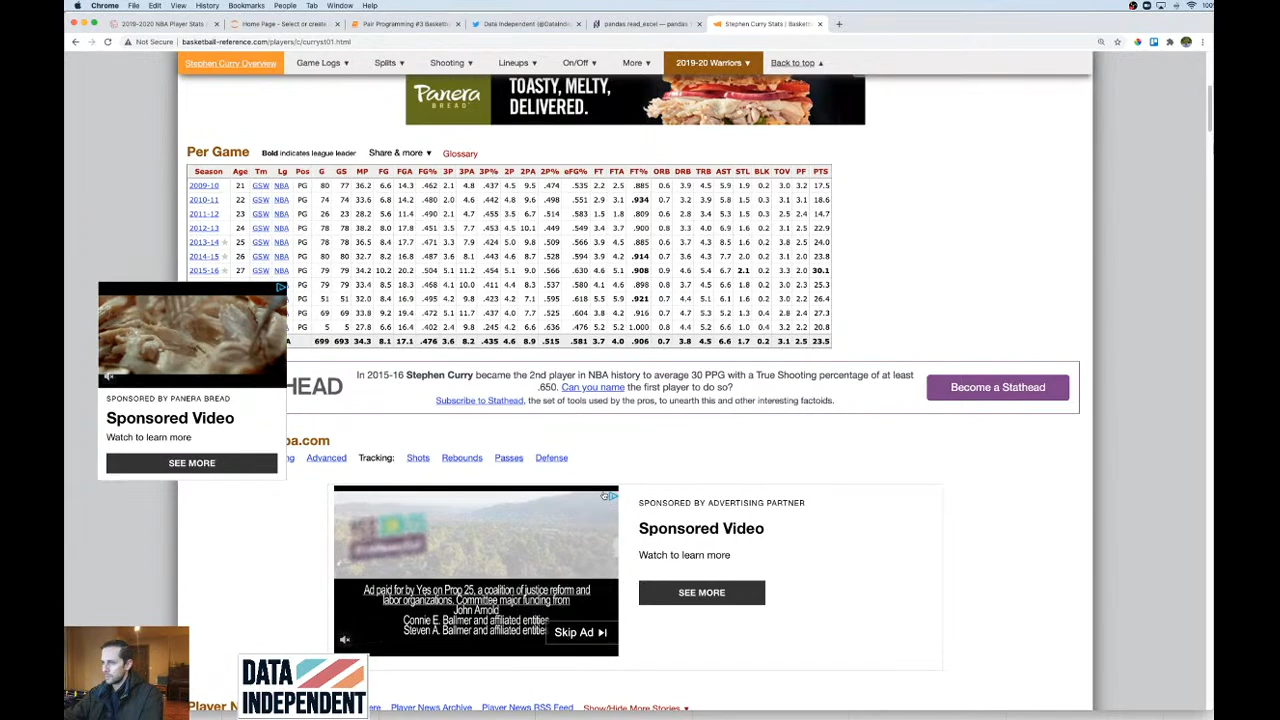 Chrome File Edit View History Bookmarks People Tab Window Help 100%
2019-2020 NBA Player Stats Home Page - Select or create Pair Programming #3 Basketb Data Independent (@DataInde pandas.read_excel — pandas Stephen Curry Stats | Basketb
Not Secure basketball-reference.com/players/c/curryst01.html
Stephen Curry Overview Game Logs ▼ Splits ▼ Shooting ▼ Lineups ▼ On/Off ▼ More ▼ 2019-20 Warriors ▼ Back to top ▲
Panera BREAD TOASTY, MELTY,
DELIVERED.
Per Game Bold indicates league leader Share & more ▼ Glossary
Season Age Tm Lg Pos G GS MP FG FGA FG% 3P 3PA 3P% 2P 2PA 2P% eFG% FT FTA FT% ORB DRB TRB AST STL BLK TOV PF PTS
2009-10 21 GSW NBA PG 80 77 36.2 6.6 14.3 .462 2.1 4.8 .437 4.5 9.5 .474 .535 2.2 2.5 .885 0.6 3.9 4.5 5.9 1.9 0.2 3.0 3.2 17.5
2010-11 22 GSW NBA PG 74 74 33.6 6.8 14.2 .480 2.0 4.6 .442 4.8 9.6 .498 .551 2.9 3.1 .934 0.7 3.2 3.9 5.8 1.5 0.3 3.1 3.1 18.6
2011-12 23 GSW NBA PG 26 23 28.2 5.6 11.4 .490 2.1 4.7 .455 3.5 6.7 .514 .583 1.5 1.8 .809 0.6 2.8 3.4 5.3 1.5 0.3 2.5 2.4 14.7
2012-13 24 GSW NBA PG 78 78 38.2 8.0 17.8 .451 3.5 7.7 .453 4.5 10.1 .449 .549 3.4 3.7 .900 0.8 3.3 4.0 6.9 1.6 0.2 3.1 2.5 22.9
2013-14 ★ 25 GSW NBA PG 78 78 36.5 8.4 17.7 .471 3.3 7.9 .424 5.0 9.8 .509 .566 3.9 4.5 .885 0.6 3.7 4.3 8.5 1.6 0.2 3.8 2.5 24.0
2014-15 ★ 26 GSW NBA PG 80 80 32.7 8.2 16.8 .487 3.6 8.1 .443 4.6 8.7 .528 .594 3.9 4.2 .914 0.7 3.6 4.3 7.7 2.0 0.2 3.1 2.0 23.8
2015-16 ★ 27 GSW NBA PG 79 79 34.2 10.2 20.2 .504 5.1 11.2 .454 5.1 9.0 .566 .630 4.6 5.1 .908 0.9 4.6 5.4 6.7 2.1 0.2 3.3 2.0 30.1
PG 79 79 33.4 8.5 18.3 .468 4.1 10.0 .411 4.4 8.3 .537 .580 4.1 4.6 .898 0.8 3.7 4.5 6.6 1.8 0.2 3.0 2.3 25.3
PG 51 51 32.0 8.4 16.9 .495 4.2 9.8 .423 4.2 7.1 .595 .618 5.5 5.9 .921 0.7 4.4 5.1 6.1 1.6 0.2 3.0 2.2 26.4
PG 69 69 33.8 9.2 19.4 .472 5.1 11.7 .437 4.0 7.7 .525 .604 3.8 4.2 .916 0.7 4.7 5.3 5.2 1.3 0.4 2.8 2.4 27.3
PG 5 5 27.8 6.6 16.4 .402 2.4 9.8 .245 4.2 6.6 .636 .476 5.2 5.2 1.000 0.8 4.4 5.2 6.6 1.0 0.4 3.2 2.2 20.8
A 699 693 34.3 8.1 17.1 .476 3.6 8.2 .435 4.6 8.9 .515 .581 3.7 4.0 .906 0.7 3.8 4.5 6.6 1.7 0.2 3.1 2.5 23.5
HEAD
In 2015-16 Stephen Curry became the 2nd player in NBA history to average 30 PPG with a True Shooting percentage of at least
.650. Can you name the first player to do so?
Subscribe to Stathead, the set of tools used by the pros, to unearth this and other interesting factoids.
Become a Stathead
SPONSORED BY PANERA BREAD
Sponsored Video
Watch to learn more
SEE MORE
ba.com
ng Advanced Tracking: Shots Rebounds Passes Defense
Ad paid for by Yes on Prop 25, a coalition of justice reform and
labor organizations. Committee major funding from
John Arnold
Connie E. Ballmer and affiliated entities
Steven A. Ballmer and affiliated entities
Skip Ad
SPONSORED BY ADVERTISING PARTNER
Sponsored Video
Watch to learn more
SEE MORE
DATA
INDEPENDENT
Player N ere Player News Archive Player News RSS Feed Show/Hide More Stories ▼